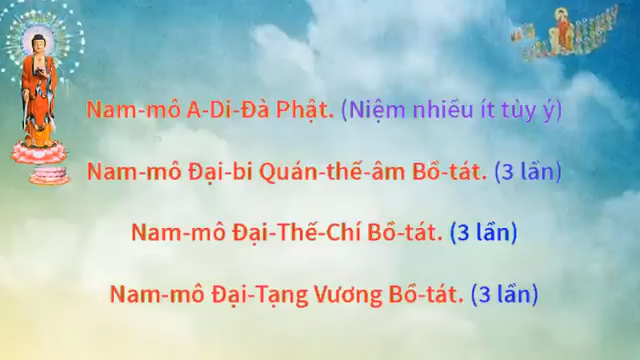 Nam-mô A-Di-Đà Phật. (Niệm nhiều ít tùy ý)
Nam-mô Đại-bi Quán-thế-âm Bồ-tát. (3 lần)
Nam-mô Đại-Thế-Chí Bồ-tát. (3 lần)
Nam-mô Đại-Tạng Vương Bồ-tát. (3 lần)